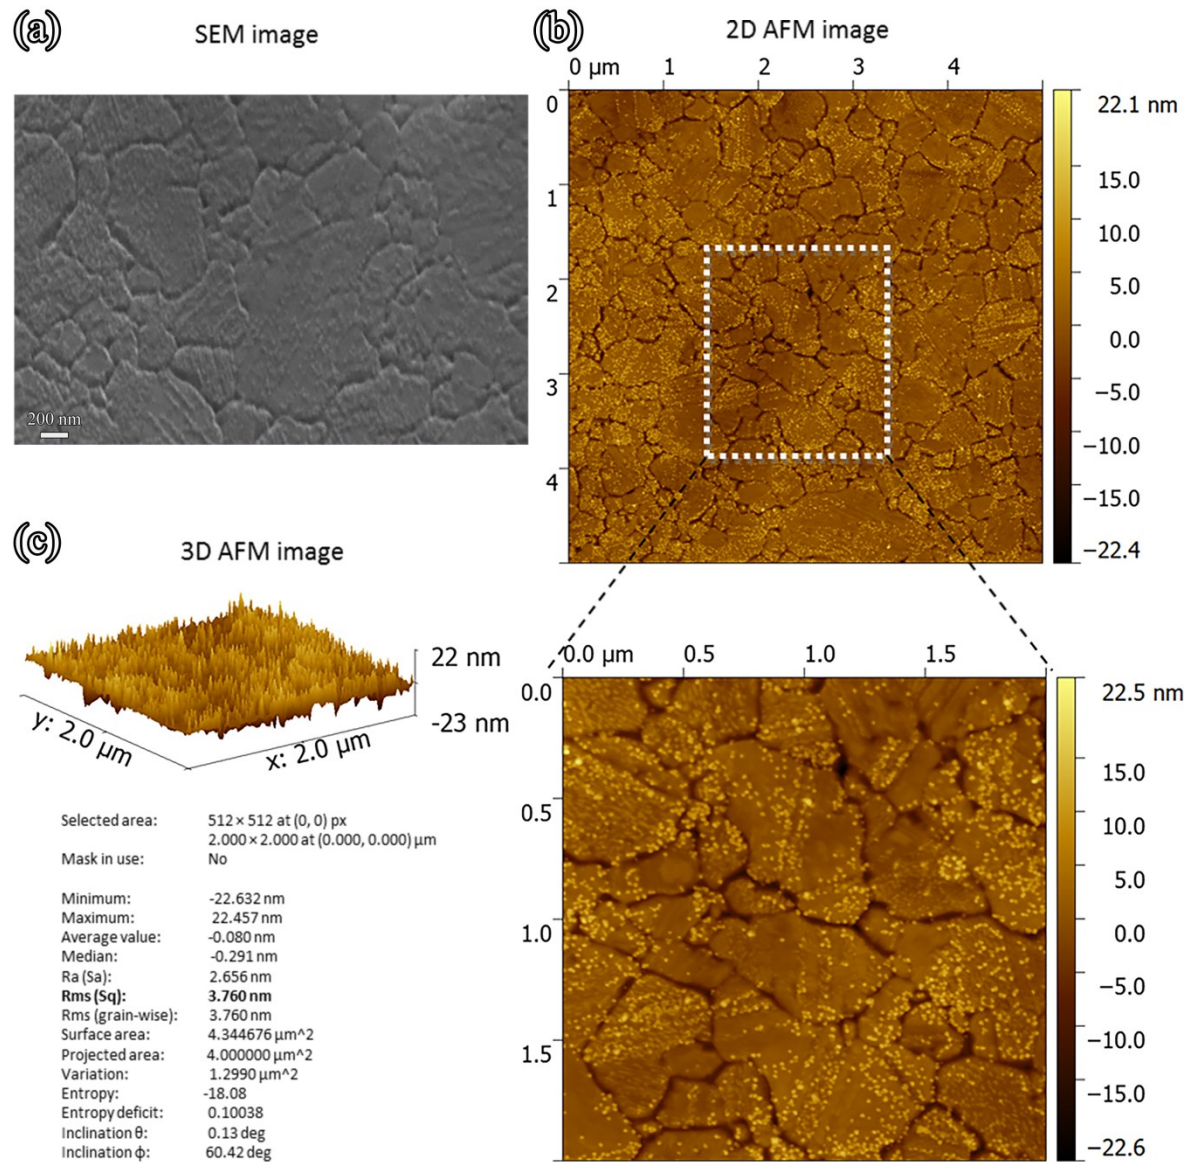 (a)
SEM image
200 nm
(b)
2D AFM image
0 μm 1 2 3 4
0
1
2
3
4
22.1 nm
15.0
10.0
5.0
0.0
−5.0
−10.0
−15.0
−22.4
(c)
3D AFM image
22 nm
-23 nm
y: 2.0 μm
x: 2.0 μm
Selected area: 512 × 512 at (0, 0) px
2.000 × 2.000 at (0.000, 0.000) μm
Mask in use: No
Minimum: -22.632 nm
Maximum: 22.457 nm
Average value: -0.080 nm
Median: -0.291 nm
Ra (Sa): 2.656 nm
Rms (Sq): 3.760 nm
Rms (grain-wise): 3.760 nm
Surface area: 4.344676 μm^2
Projected area: 4.000000 μm^2
Variation: 1.2990 μm^2
Entropy: -18.08
Entropy deficit: 0.10038
Inclination θ: 0.13 deg
Inclination ϕ: 60.42 deg
0.0 μm 0.5 1.0 1.5
0.0
0.5
1.0
1.5
22.5 nm
15.0
10.0
5.0
0.0
−5.0
−10.0
−15.0
−22.6